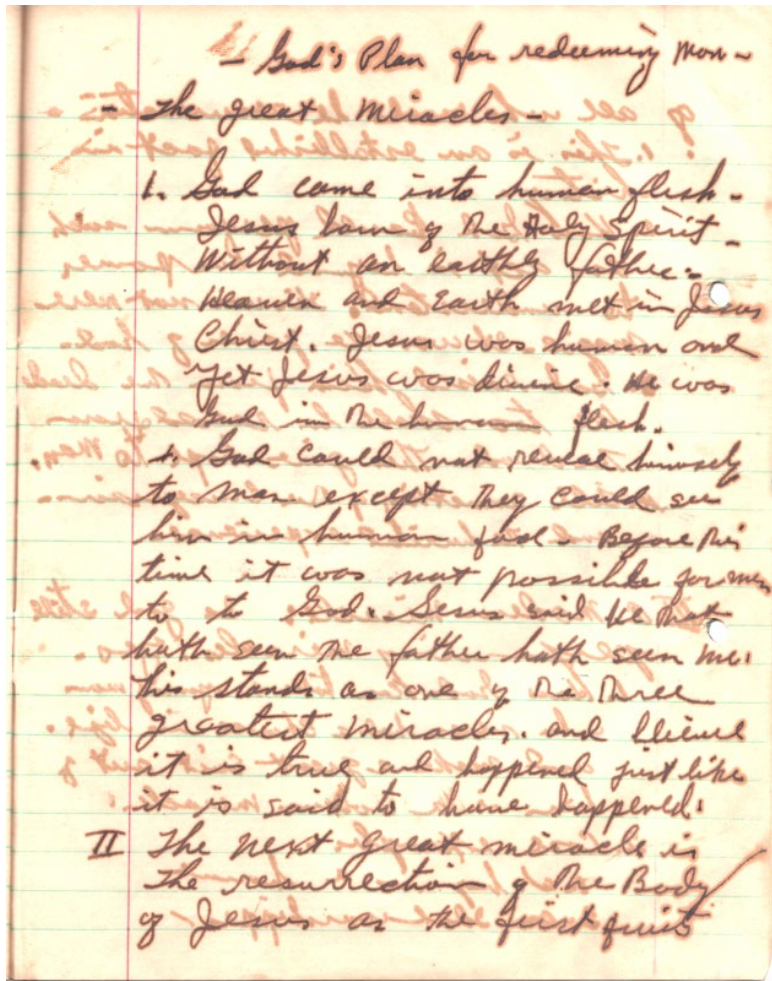 - God's Plan for redeeming Man -
- The great Miracles -
1. God came into human flesh -
Jesus born of the Holy Spirit -
Without an earthly father -
Heaven and Earth met in Jesus
Christ. Jesus was human and
yet Jesus was divine. He was
God in the human flesh.
1. God could not reveal himself
to man except they could see
him in human . Before this
time it was not possible for men
to to God. Jesus said he that
hath seen the father hath seen me.
This stands as one of the three
greatest miracles. and
it is true and happened just like
it is said to have happened.
II The next great miracle is
The resurrection of the Body
of Jesus as the first fruits